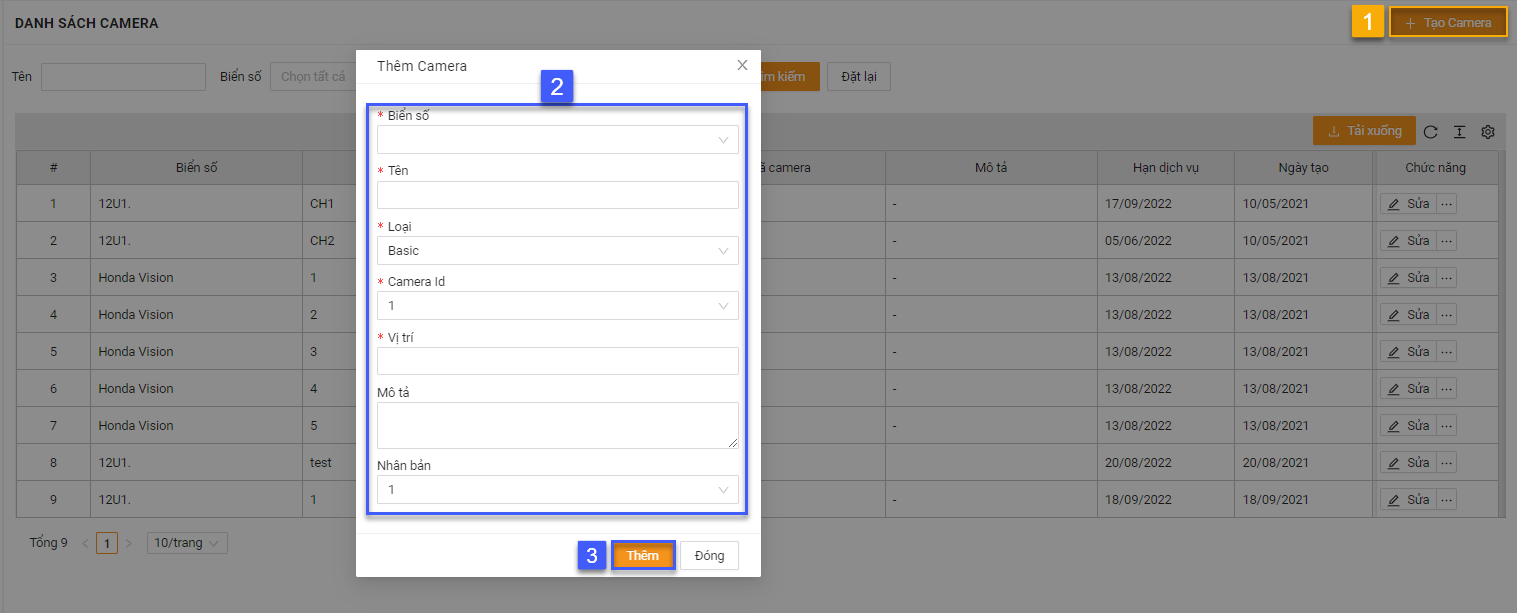 DANH SÁCH CAMERA
1
+ Tạo Camera
Tên
Biển số
Chọn tất cả
kiếm
Đặt lại
Thêm Camera
2
* Biển số
* Tên
* Loại
Basic
* Camera Id
1
* Vị trí
Mô tả
Nhân bản
1
3
Thêm
Đóng
Tải xuống
# Biển số camera Mô tả Hạn dịch vụ Ngày tạo Chức năng
1 12U1. CH1 - 17/09/2022 10/05/2021 Sửa ...
2 12U1. CH2 - 05/06/2022 10/05/2021 Sửa ...
3 Honda Vision 1 - 13/08/2022 13/08/2021 Sửa ...
4 Honda Vision 2 - 13/08/2022 13/08/2021 Sửa ...
5 Honda Vision 3 - 13/08/2022 13/08/2021 Sửa ...
6 Honda Vision 4 - 13/08/2022 13/08/2021 Sửa ...
7 Honda Vision 5 - 13/08/2022 13/08/2021 Sửa ...
8 12U1. test 20/08/2022 20/08/2021 Sửa ...
9 12U1. 1 - 18/09/2022 18/09/2021 Sửa ...
Tổng 9 < 1 > 10/trang